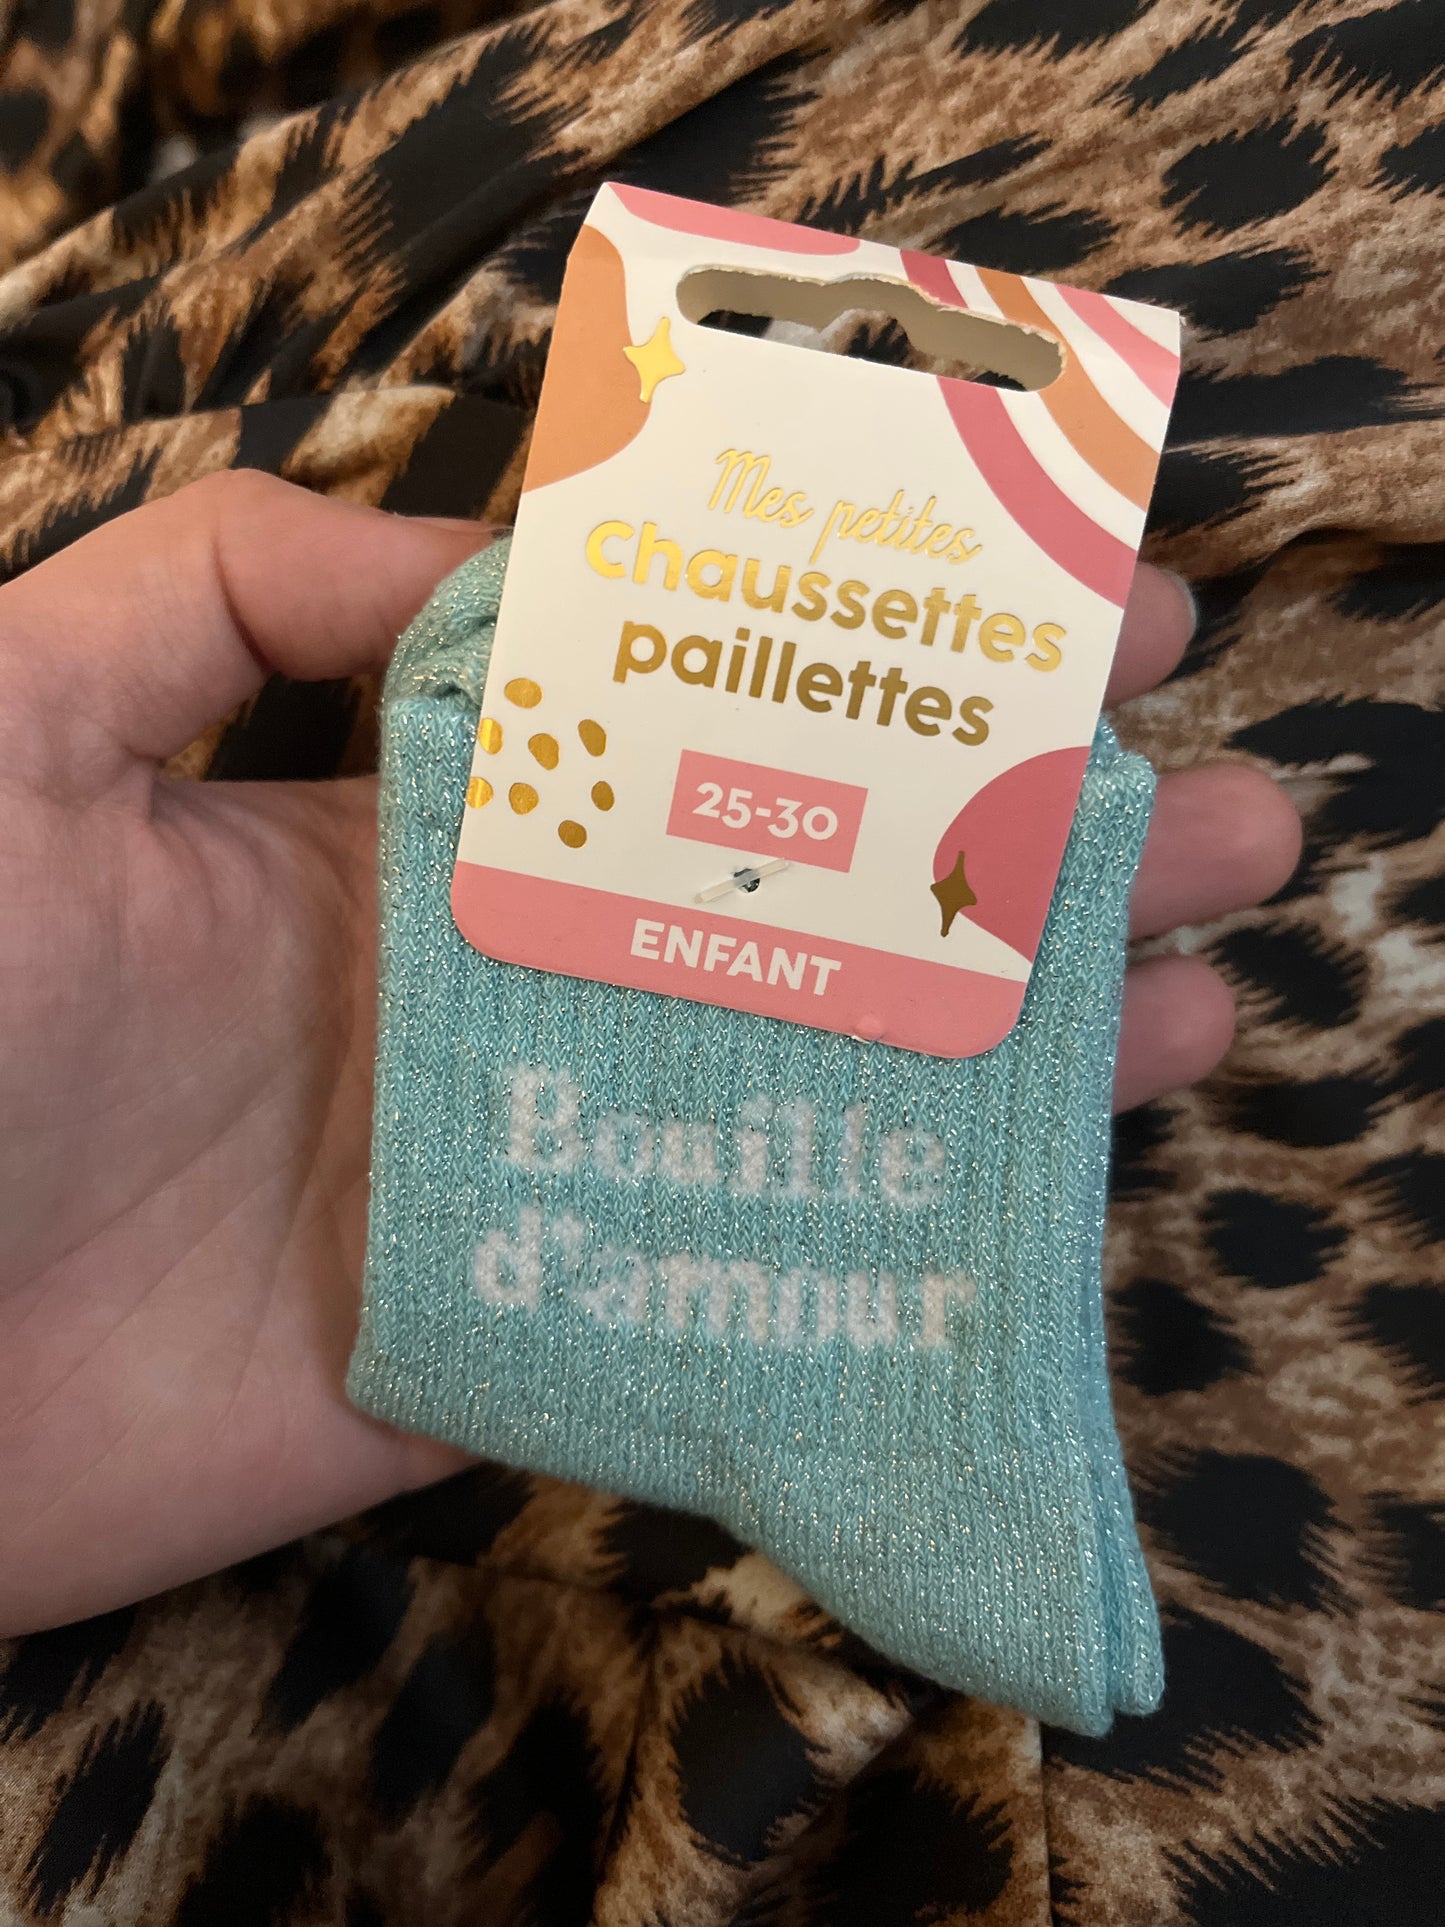 Mes petites
chaussettes
paillettes
25-30
ENFANT
Bouille
d'amour